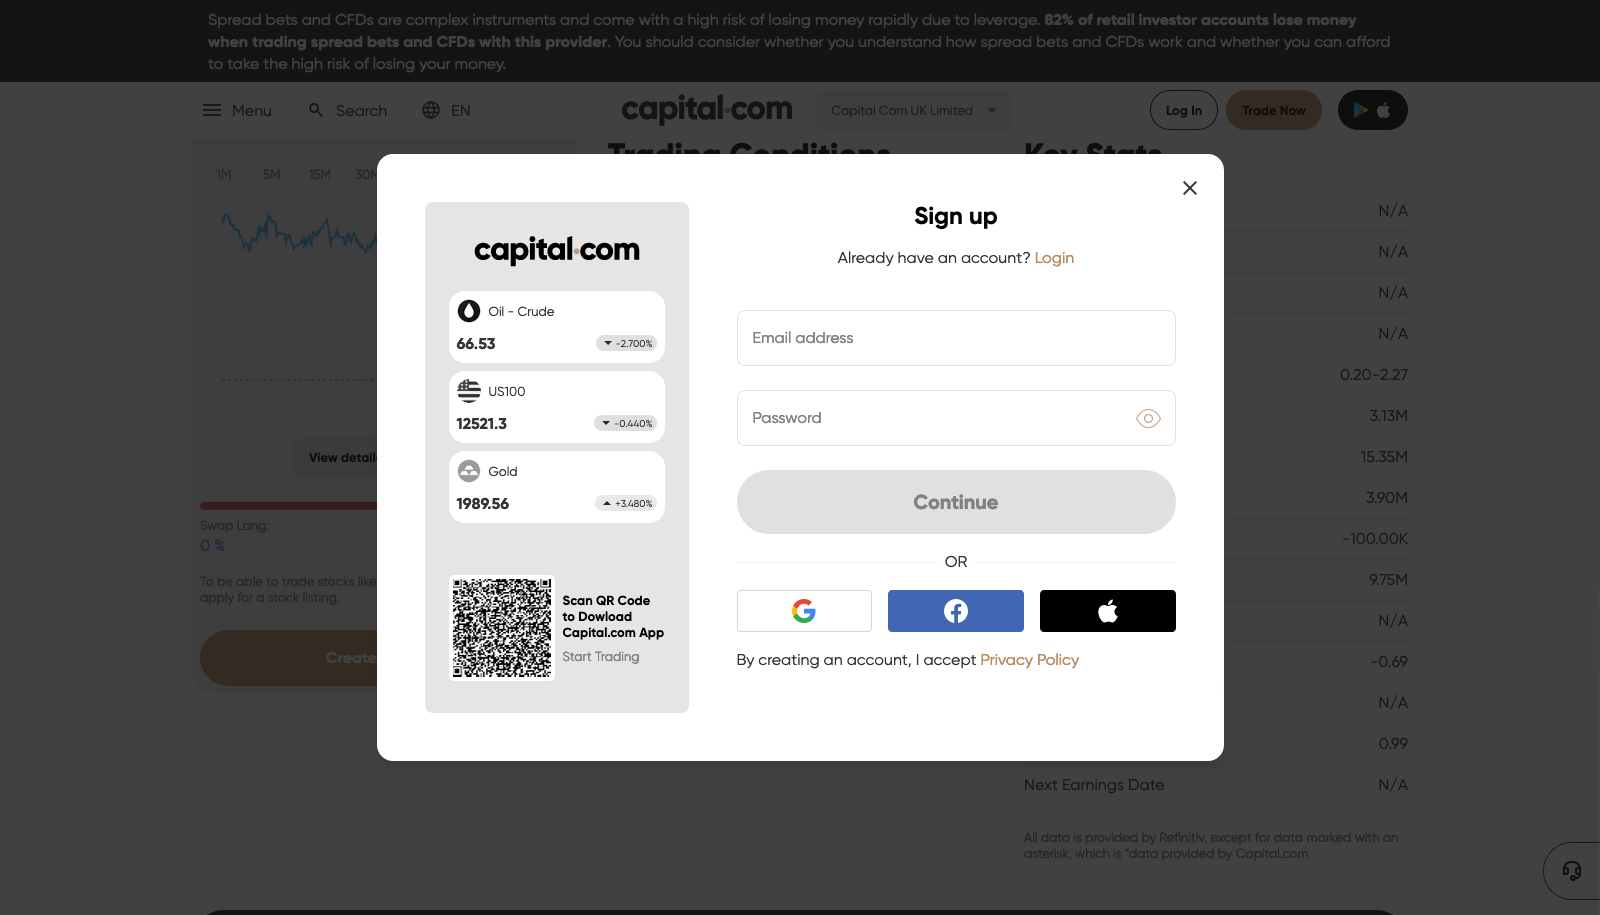 Spread bets and CFDs are complex instruments and come with a high risk of losing money rapidly due to leverage. 82% of retail investor accounts lose money
when trading spread bets and CFDs with this provider. You should consider whether you understand how spread bets and CFDs work and whether you can afford
to take the high risk of losing your money.
Menu
Search
EN
capital.com
Capital Com UK Limited
Log In
Trade Now
Trading Conditions
Key Stats
1M
5M
15M
30M
View details
Swap Long:
0 %
To be able to trade stocks like
apply for a stock listing.
Create
Sign up
Already have an account? Login
capital.com
Oil - Crude
66.53
-2.700%
US100
12521.3
-0.440%
Gold
1989.56
+3.480%
Scan QR Code
to Dowload
Capital.com App
Start Trading
Email address
Password
Continue
OR
By creating an account, I accept Privacy Policy
N/A
N/A
N/A
N/A
0.20-2.27
3.13M
15.35M
3.90M
-100.00K
9.75M
N/A
-0.69
N/A
0.99
Next Earnings Date
N/A
All data is provided by Refinitiv, except for data marked with an
asterisk, which is *data provided by Capital.com